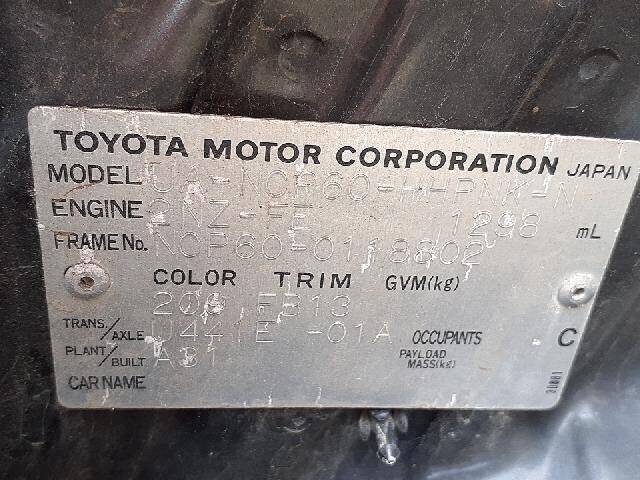 TOYOTA MOTOR CORPORATION JAPAN
MODEL UA-NCP60-AHPNK-N
ENGINE 2NZ-FE 1298 mL
FRAME No. NCP60-0118802
COLOR TRIM GVM(kg)
209 FB13
TRANS./AXLE U441E -01A OCCUPANTS C
PLANT/BUILT A31 PAYLOAD MASS(kg)
CAR NAME